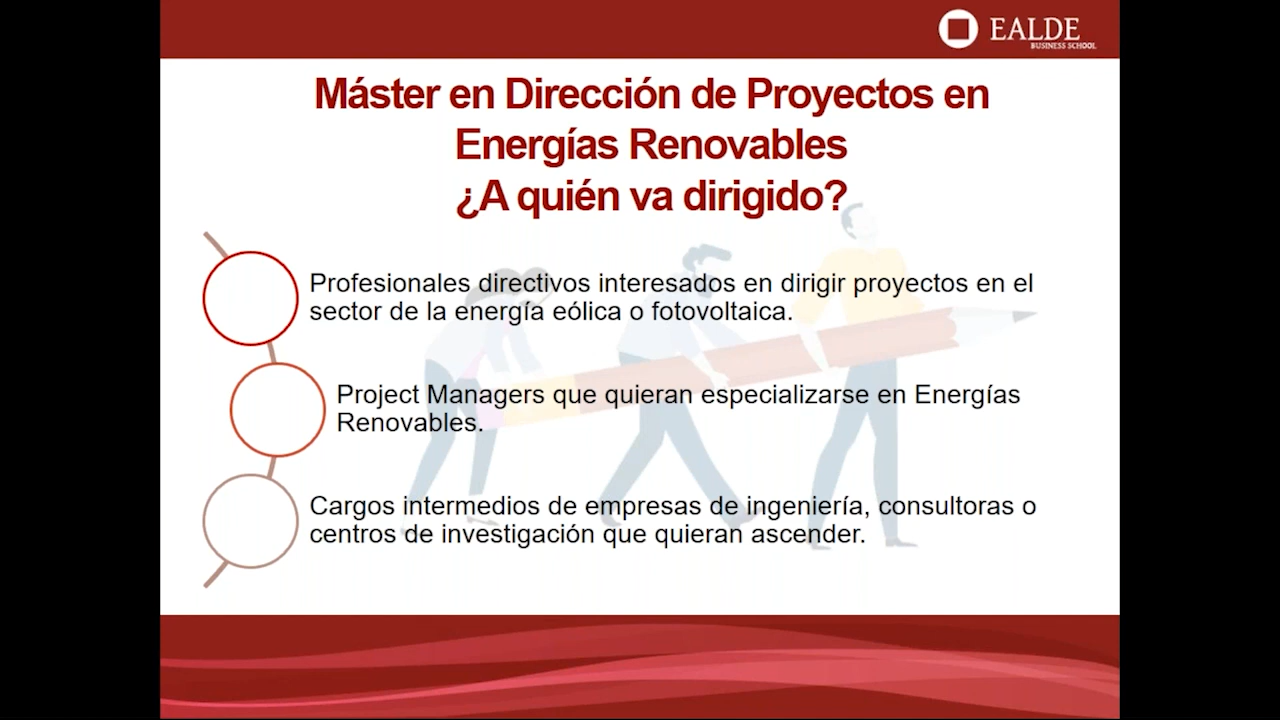 EALDE
BUSINESS SCHOOL
Máster en Dirección de Proyectos en
Energías Renovables
¿A quién va dirigido?
Profesionales directivos interesados en dirigir proyectos en el
sector de la energía eólica o fotovoltaica.
Project Managers que quieran especializarse en Energías
Renovables.
Cargos intermedios de empresas de ingeniería, consultoras o
centros de investigación que quieran ascender.